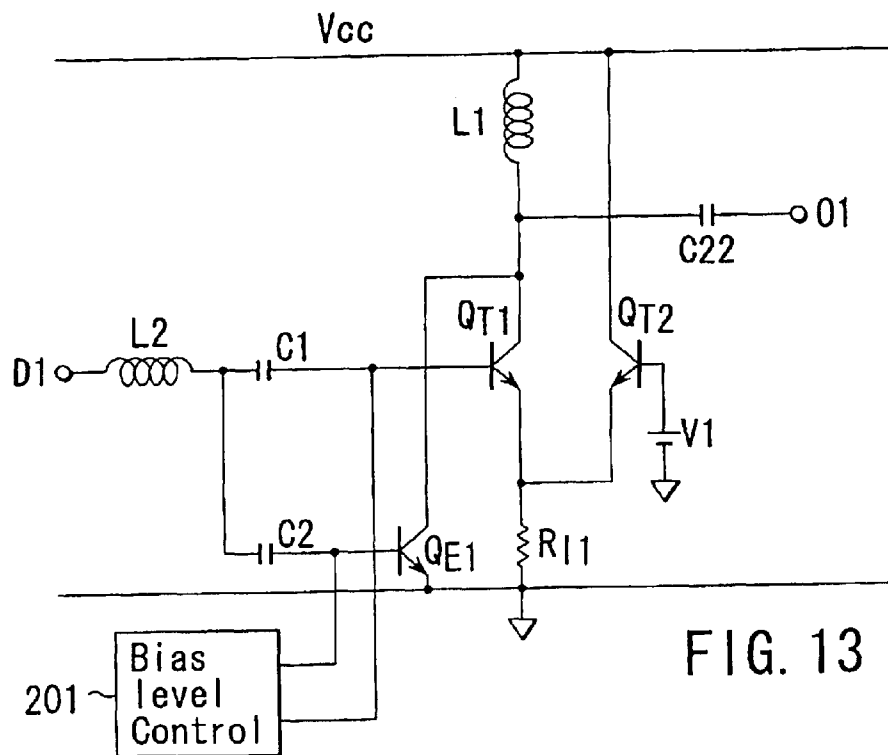 Vcc
L1
O1
C22
QT1
QT2
L2
C1
D1
V1
C2
QE1
RI1
Bias
level
Control
201
FIG. 13